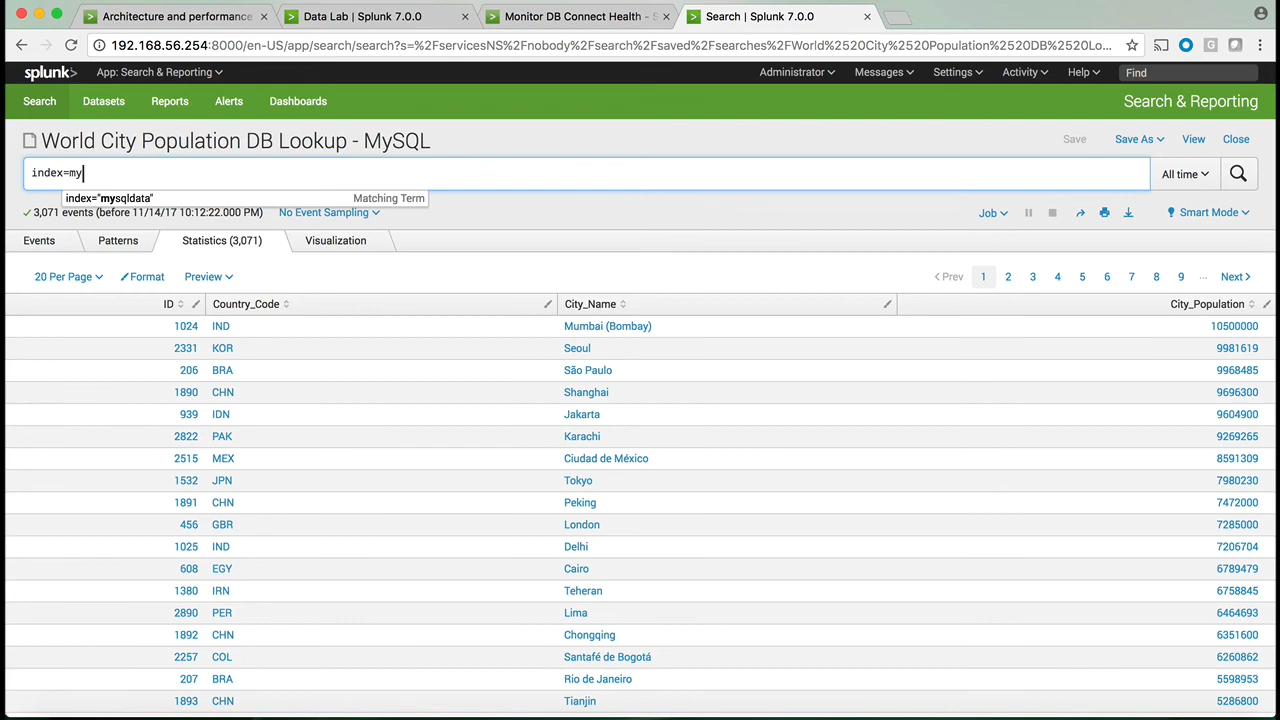 Architecture and performance
Data Lab | Splunk 7.0.0
Monitor DB Connect Health - S
Search | Splunk 7.0.0
192.168.56.254:8000/en-US/app/search/search?s=%2FservicesNS%2Fnobody%2Fsearch%2Fsaved%2Fsearches%2FWorld%2520City%2520Population%2520DB%2520Lo...
splunk> App: Search & Reporting Administrator Messages Settings Activity Help Find
Search Datasets Reports Alerts Dashboards Search & Reporting
World City Population DB Lookup - MySQL Save Save As View Close
index=my All time
index="mysqldata" Matching Term
3,071 events (before 11/14/17 10:12:22.000 PM) No Event Sampling Job Smart Mode
Events Patterns Statistics (3,071) Visualization
20 Per Page Format Preview < Prev 1 2 3 4 5 6 7 8 9 ... Next >
ID Country_Code City_Name City_Population
1024 IND Mumbai (Bombay) 10500000
2331 KOR Seoul 9981619
206 BRA São Paulo 9968485
1890 CHN Shanghai 9696300
939 IDN Jakarta 9604900
2822 PAK Karachi 9269265
2515 MEX Ciudad de México 8591309
1532 JPN Tokyo 7980230
1891 CHN Peking 7472000
456 GBR London 7285000
1025 IND Delhi 7206704
608 EGY Cairo 6789479
1380 IRN Teheran 6758845
2890 PER Lima 6464693
1892 CHN Chongqing 6351600
2257 COL Santafé de Bogotá 6260862
207 BRA Rio de Janeiro 5598953
1893 CHN Tianjin 5286800